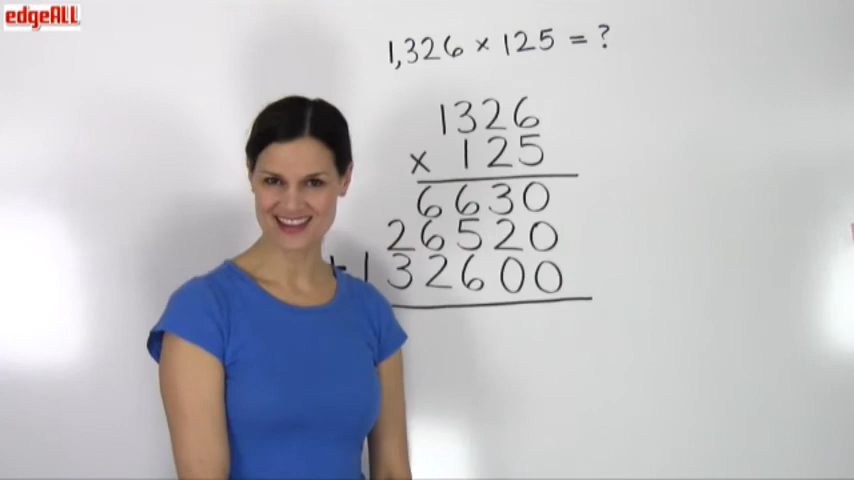 edgeALL
1,326 × 125 = ?
1326
× 125
6630
26520
+132600